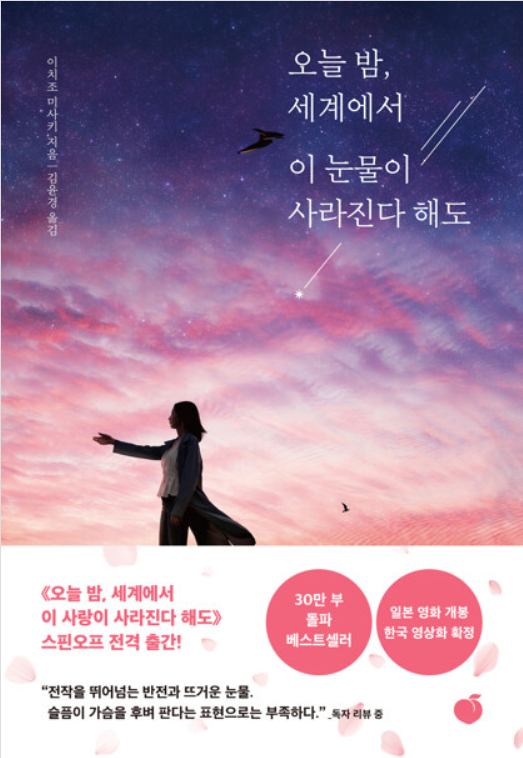 오늘 밤,
세계에서
이 눈물이
사라진다 해도
이치조 미사키 지음 | 김윤경 옮김
《오늘 밤, 세계에서
이 사랑이 사라진다 해도》
스핀오프 전격 출간!
30만 부
돌파
베스트셀러
일본 영화 개봉
한국 영상화 확정
“전작을 뛰어넘는 반전과 뜨거운 눈물.
슬픔이 가슴을 후벼 판다는 표현으로는 부족하다.” _독자 리뷰 중